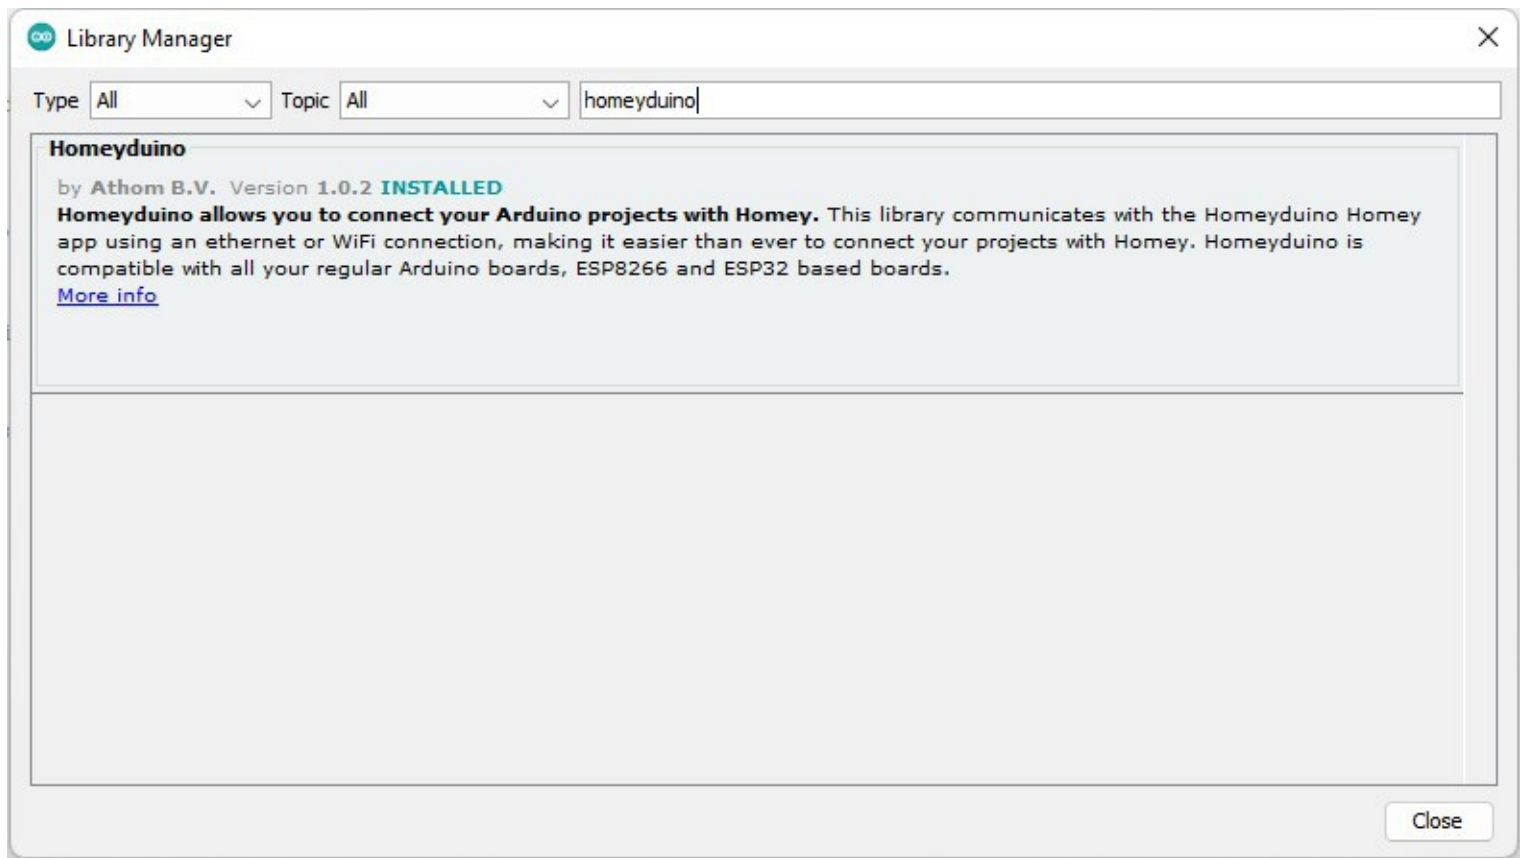 Library Manager
Type All Topic All homeyduino
Homeyduino
by Athom B.V. Version 1.0.2 INSTALLED
Homeyduino allows you to connect your Arduino projects with Homey. This library communicates with the Homeyduino Homey
app using an ethernet or WiFi connection, making it easier than ever to connect your projects with Homey. Homeyduino is
compatible with all your regular Arduino boards, ESP8266 and ESP32 based boards.
More info
Close